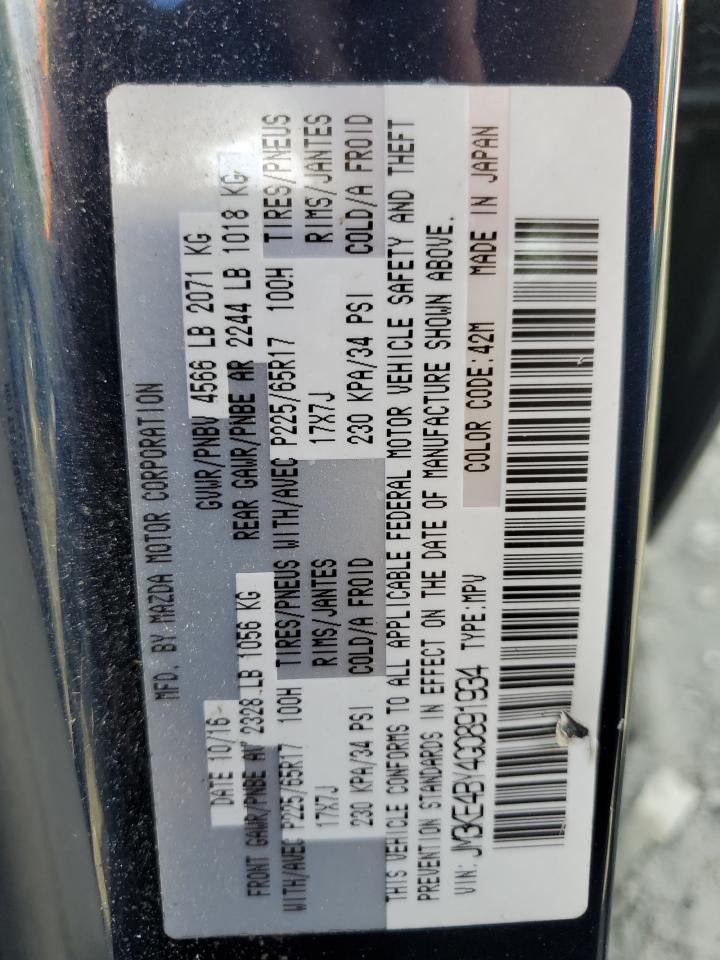 MFD. BY MAZDA MOTOR CORPORATION
DATE 10/16 GVWR/PNBV 4566 LB 2071 KG
FRONT GAWR/PNBE AV 2328 LB 1056 KG REAR GAWR/PNBE AR 2244 LB 1018 KG
WITH/AVEC P225/65R17 100H TIRES/PNEUS WITH/AVEC P225/65R17 100H TIRES/PNEUS
17X7J RIMS/JANTES 17X7J RIMS/JANTES
230 KPA/34 PSI COLD/A FROID 230 KPA/34 PSI COLD/A FROID
THIS VEHICLE CONFORMS TO ALL APPLICABLE FEDERAL MOTOR VEHICLE SAFETY AND THEFT
PREVENTION STANDARDS IN EFFECT ON THE DATE OF MANUFACTURE SHOWN ABOVE.
VIN: JM3KE4BY4G0891934 TYPE:MPV COLOR CODE:42M MADE IN JAPAN